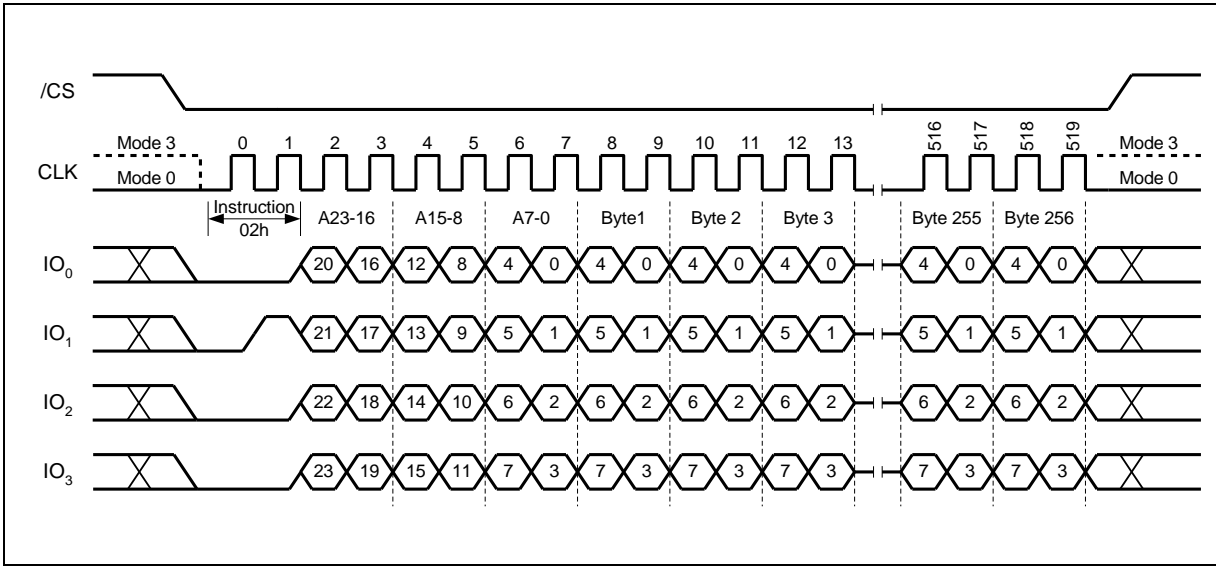 /CS
Mode 3 0 1 2 3 4 5 6 7 8 9 10 11 12 13 516 517 518 519 Mode 3
CLK
Mode 0 Mode 0
Instruction
02h
A23-16 A15-8 A7-0 Byte1 Byte 2 Byte 3 Byte 255 Byte 256
IO0 20 16 12 8 4 0 4 0 4 0 4 0 4 0 4 0
IO1 21 17 13 9 5 1 5 1 5 1 5 1 5 1 5 1
IO2 22 18 14 10 6 2 6 2 6 2 6 2 6 2 6 2
IO3 23 19 15 11 7 3 7 3 7 3 7 3 7 3 7 3